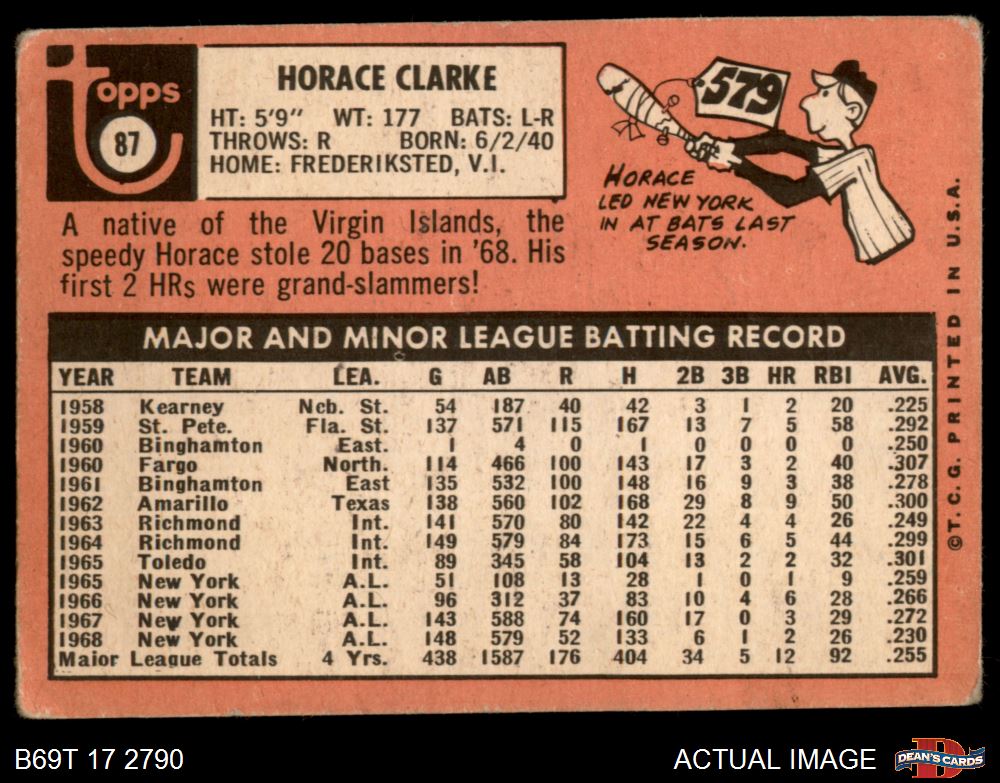 Topps
87
HORACE CLARKE
HT: 5'9" WT: 177 BATS: L-R
THROWS: R BORN: 6/2/40
HOME: FREDERIKSTED, V.I.
579
HORACE
LED NEW YORK
IN AT BATS LAST
SEASON.
A native of the Virgin Islands, the
speedy Horace stole 20 bases in '68. His
first 2 HRs were grand-slammers!
MAJOR AND MINOR LEAGUE BATTING RECORD
YEAR TEAM LEA. G AB R H 2B 3B HR RBI AVG.
1958 Kearney Neb. St. 54 187 40 42 3 1 2 20 .225
1959 St. Pete. Fla. St. 137 571 115 167 13 7 5 58 .292
1960 Binghamton East. 1 4 0 1 0 0 0 0 .250
1960 Fargo North. 114 466 100 143 17 3 2 40 .307
1961 Binghamton East 135 532 100 148 16 9 3 38 .278
1962 Amarillo Texas 138 560 102 168 29 8 9 50 .300
1963 Richmond Int. 141 570 80 142 22 4 4 26 .249
1964 Richmond Int. 149 579 84 173 15 6 5 44 .299
1965 Toledo Int. 89 345 58 104 13 2 2 32 .301
1965 New York A.L. 51 108 13 28 1 0 1 9 .259
1966 New York A.L. 96 312 37 83 10 4 6 28 .266
1967 New York A.L. 143 588 74 160 17 0 3 29 .272
1968 New York A.L. 148 579 52 133 6 1 2 26 .230
Major League Totals 4 Yrs. 438 1587 176 404 34 5 12 92 .255
©T.C.G. PRINTED IN U.S.A.
B69T 17 2790
ACTUAL IMAGE
D
DEAN'S CARDS